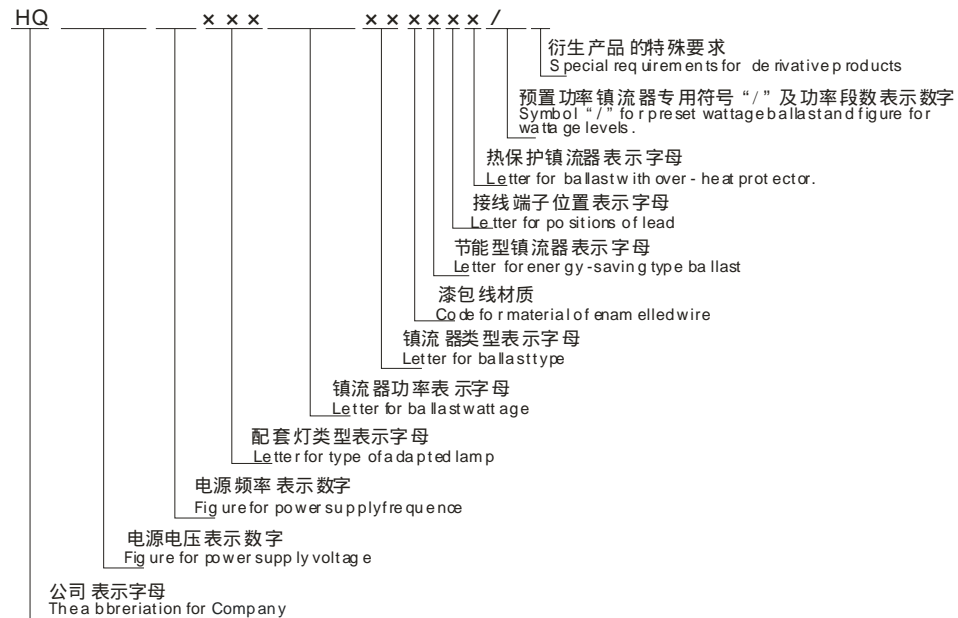 HQ ××× ××××××/
衍生产品的特殊要求
Special requirements for derivative products
预置功率镇流器专用符号“/”及功率段数表示数字
Symbol “/” for preset wattage ballast and figure for
wattage levels.
热保护镇流器表示字母
Letter for ballast with over-heat protector.
接线端子位置表示字母
Letter for positions of lead
节能型镇流器表示字母
Letter for energy-saving type ballast
漆包线材质
Code for material of enamelled wire
镇流器类型表示字母
Letter for ballast type
镇流器功率表示字母
Letter for ballast wattage
配套灯类型表示字母
Letter for type of adapted lamp
电源频率表示数字
Figure for power supply frequence
电源电压表示数字
Figure for power supply voltage
公司表示字母
The abbreriation for Company